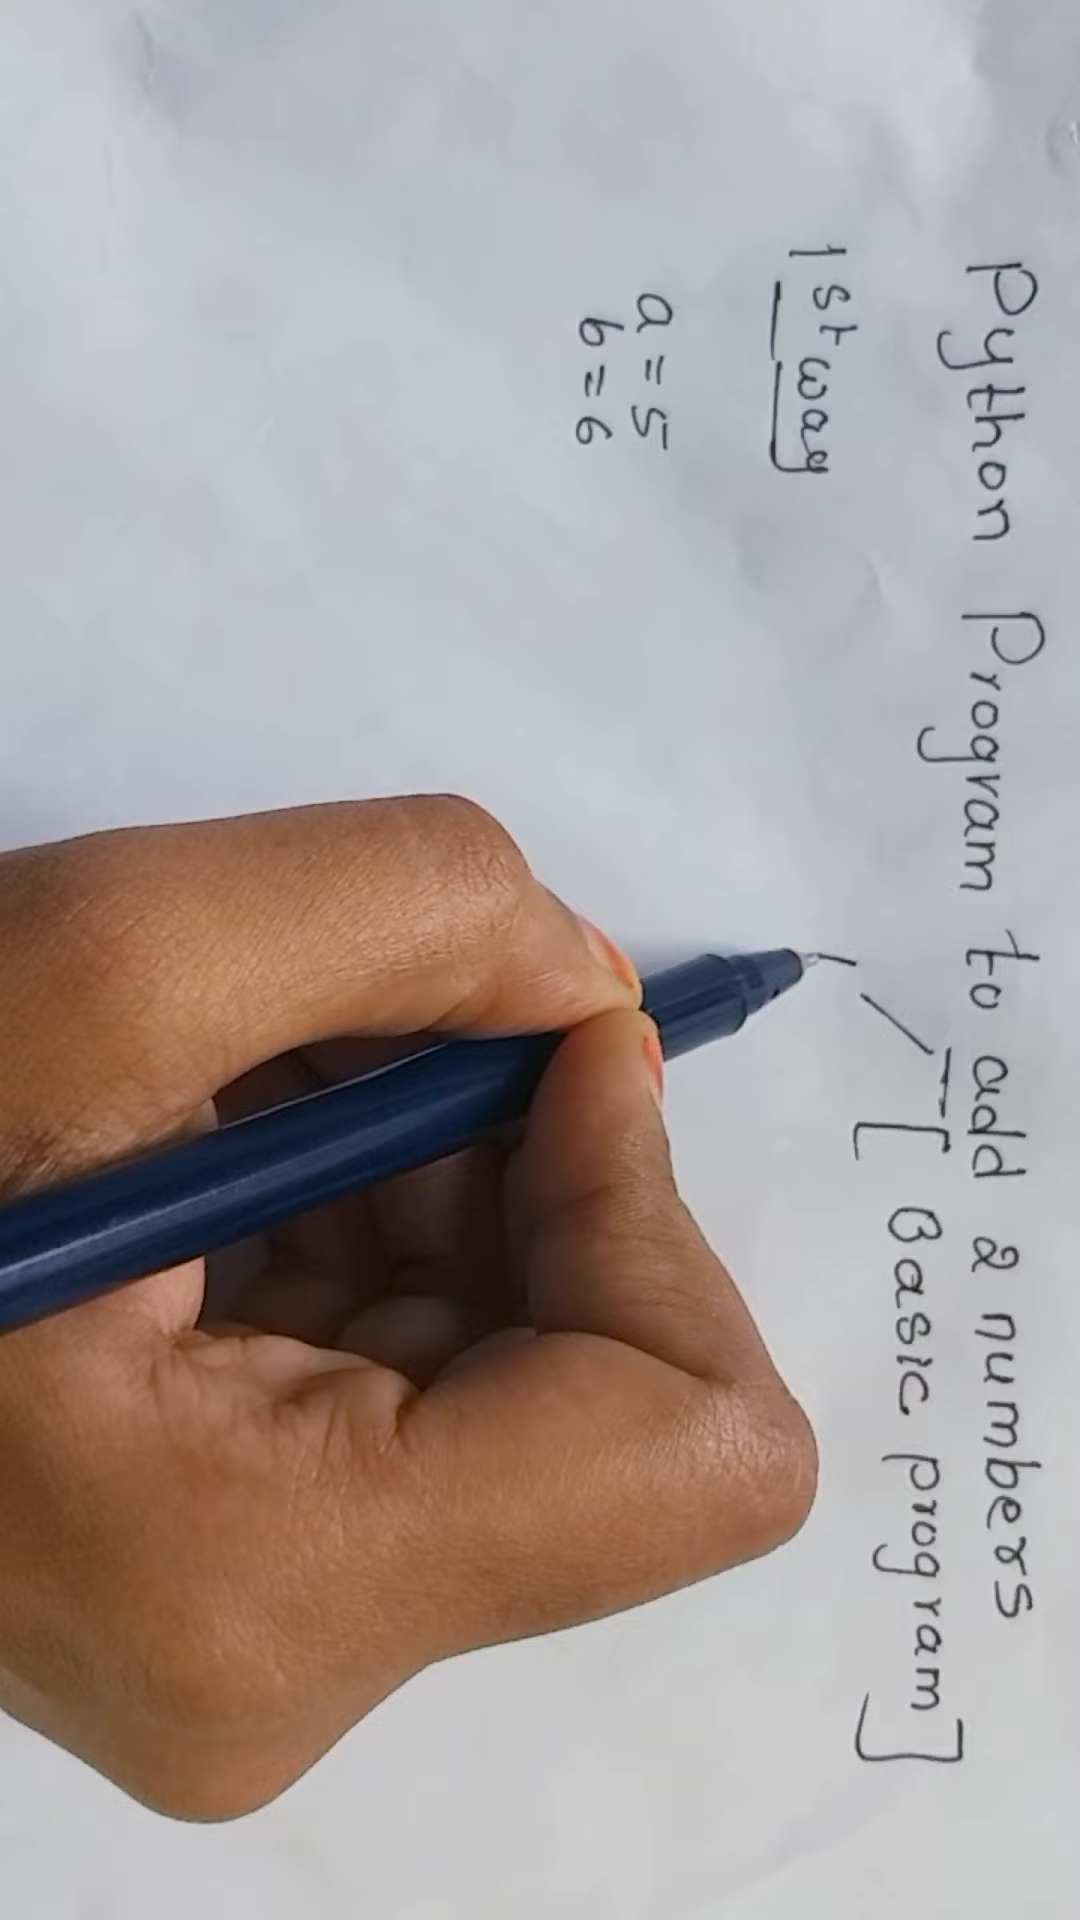 Python Program to add 2 numbers
[Basic program]
1st way
a = 5
b = 6